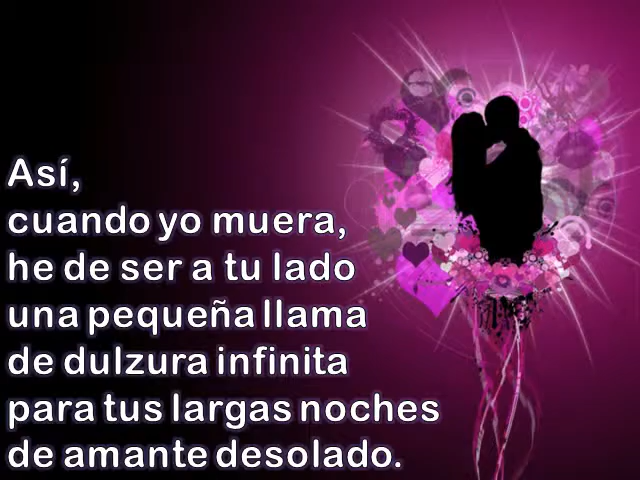 Así,
cuando yo muera,
he de ser a tu lado
una pequeña llama
de dulzura infinita
para tus largas noches
de amante desolado.